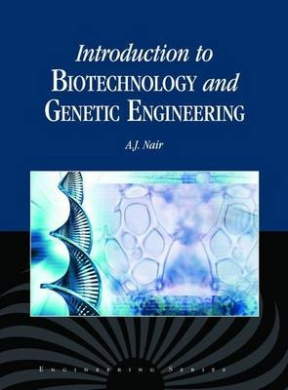 Introduction to
BIOTECHNOLOGY and
GENETIC ENGINEERING
A.J. Nair
ENGINEERING SERIES